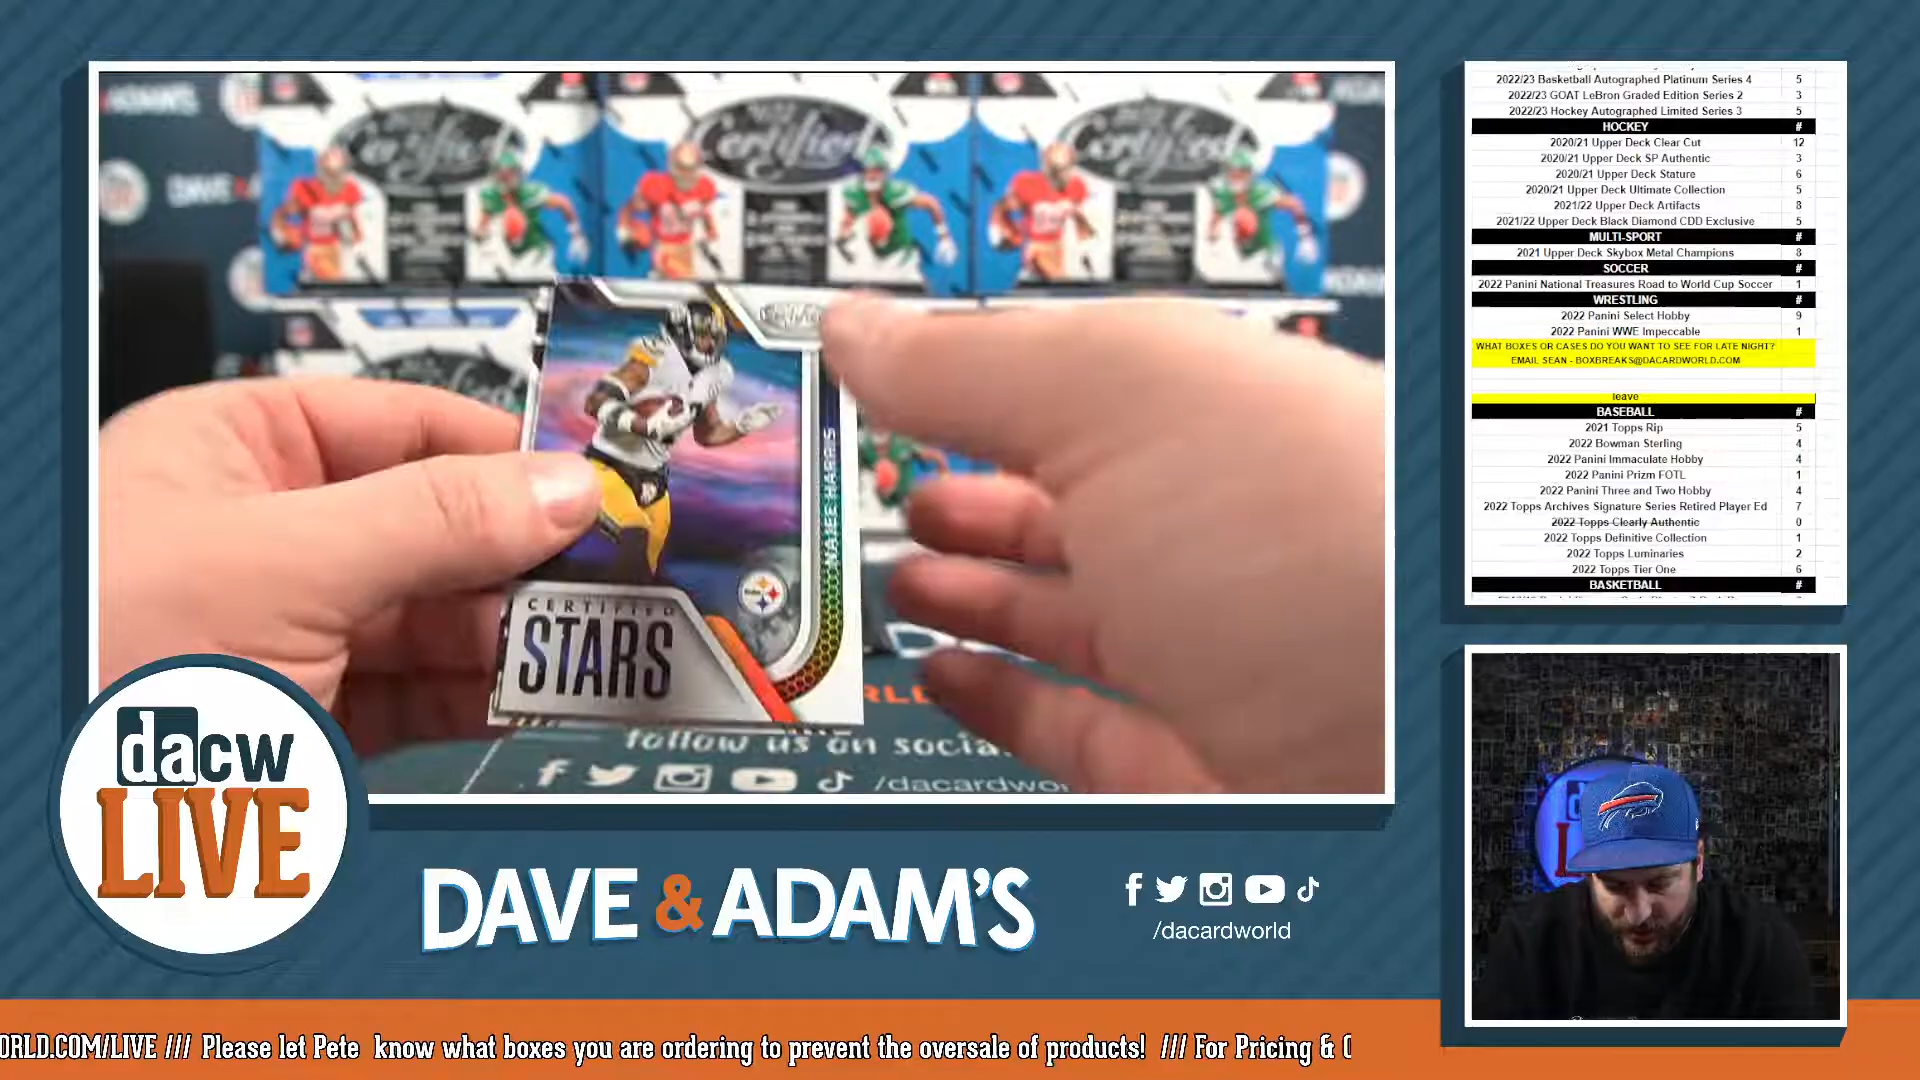 ADAMS
2022
Certified
2022
Certified
2022
Certified
DAVE &
Certified
NAJEE HARRIS
CERTIFIED
STARS
follow us on social
/dacardwo
2022/23 Basketball Autographed Platinum Series 4 5
2022/23 GOAT LeBron Graded Edition Series 2 3
2022/23 Hockey Autographed Limited Series 3 5
HOCKEY #
2020/21 Upper Deck Clear Cut 12
2020/21 Upper Deck SP Authentic 3
2020/21 Upper Deck Stature 6
2020/21 Upper Deck Ultimate Collection 5
2021/22 Upper Deck Artifacts 8
2021/22 Upper Deck Black Diamond CDD Exclusive 5
MULTI-SPORT #
2021 Upper Deck Skybox Metal Champions 8
SOCCER #
2022 Panini National Treasures Road to World Cup Soccer 1
WRESTLING #
2022 Panini Select Hobby 9
2022 Panini WWE Impeccable 1
WHAT BOXES OR CASES DO YOU WANT TO SEE FOR LATE NIGHT?
EMAIL SEAN - BOXBREAKS@DACARDWORLD.COM
leave
BASEBALL #
2021 Topps Rip 5
2022 Bowman Sterling 4
2022 Panini Immaculate Hobby 4
2022 Panini Prizm FOTL 1
2022 Panini Three and Two Hobby 4
2022 Topps Archives Signature Series Retired Player Ed 7
2022 Topps Clearly Authentic 0
2022 Topps Definitive Collection 1
2022 Topps Luminaries 2
2022 Topps Tier One 6
BASKETBALL #
dacw
LIVE
DAVE & ADAM'S
/dacardworld
ORLD.COM/LIVE /// Please let Pete know what boxes you are ordering to prevent the oversale of products! /// For Pricing &